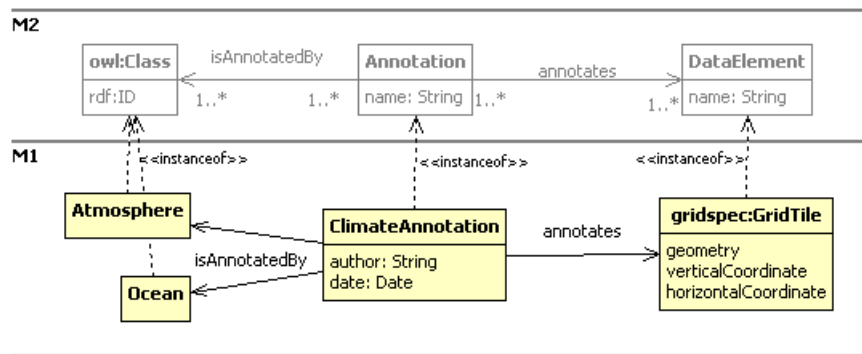 M2
owl:Class
rdf:ID
isAnnotatedBy
1..*
1..*
Annotation
name: String
1..*
annotates
1..*
DataElement
name: String
M1
<<instanceof>>
<<instanceof>>
<<instanceof>>
Atmosphere
Ocean
isAnnotatedBy
ClimateAnnotation
author: String
date: Date
annotates
gridspec:GridTile
geometry
verticalCoordinate
horizontalCoordinate